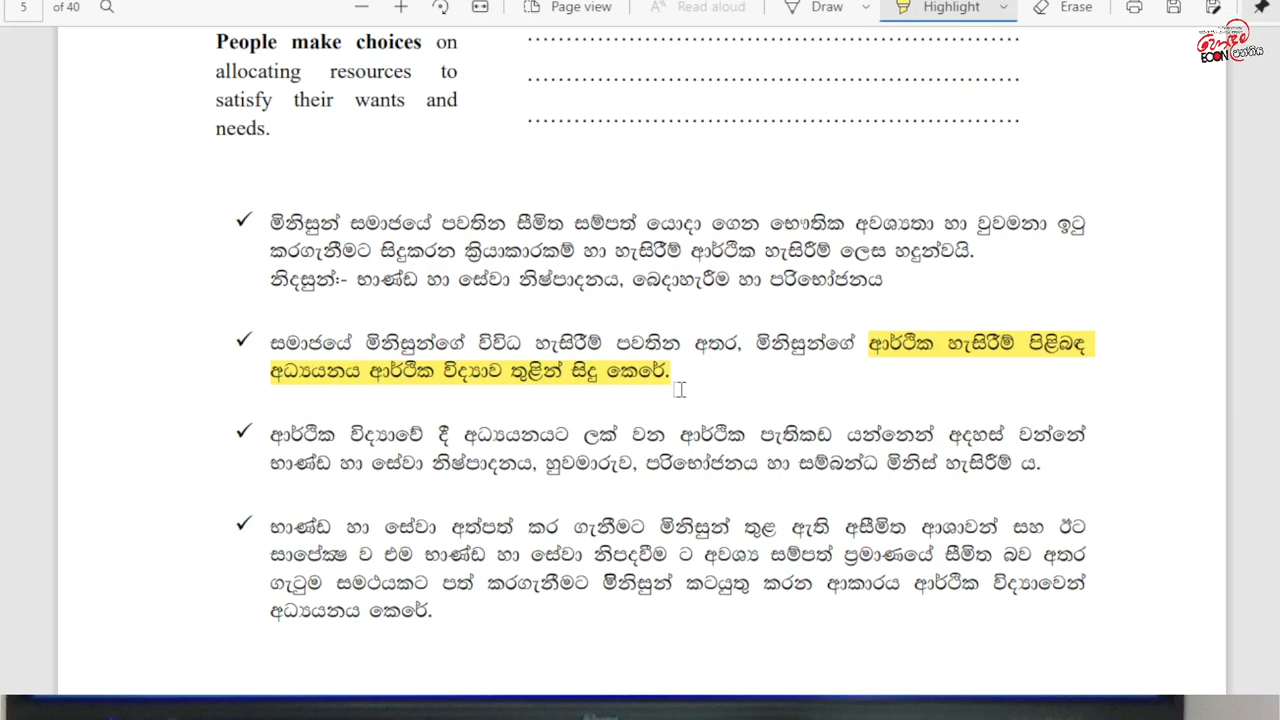 5 of 40 Page view Read aloud Draw Highlight Erase
හෙළම
ECON පන්තිය
People make choices on
allocating resources to
satisfy their wants and
needs.
මිනිසුන් සමාජයේ පවතින සීමිත සම්පත් යොදා ගෙන භෞතික අවශ්‍යතා හා වුවමනා ඉටු
කරගැනීමට සිදුකරන ක්‍රියාකාරකම් හා හැසිරීම් ආර්ථික හැසිරීම් ලෙස හදුන්වයි.
නිදසුන්:- භාණ්ඩ හා සේවා නිෂ්පාදනය, බෙදාහැරීම හා පරිභෝජනය
සමාජයේ මිනිසුන්ගේ විවිධ හැසිරීම් පවතින අතර, මිනිසුන්ගේ ආර්ථික හැසිරීම් පිළිබඳ
අධ්‍යයනය ආර්ථික විද්‍යාව තුළින් සිදු කෙරේ.
ආර්ථික විද්‍යාවේ දී අධ්‍යයනයට ලක් වන ආර්ථික පැතිකඩ යන්නෙන් අදහස් වන්නේ
භාණ්ඩ හා සේවා නිෂ්පාදනය, හුවමාරුව, පරිභෝජනය හා සම්බන්ධ මිනිස් හැසිරීම් ය.
භාණ්ඩ හා සේවා අත්පත් කර ගැනීමට මිනිසුන් තුළ ඇති අසීමිත ආශාවන් සහ ඊට
සාපේක්‍ෂ ව එම භාණ්ඩ හා සේවා නිපදවීම ට අවශ්‍ය සම්පත් ප්‍රමාණයේ සීමිත බව අතර
ගැටුම සමථයකට පත් කරගැනීමට මිනිසුන් කටයුතු කරන ආකාරය ආර්ථික විද්‍යාවෙන්
අධ්‍යයනය කෙරේ.